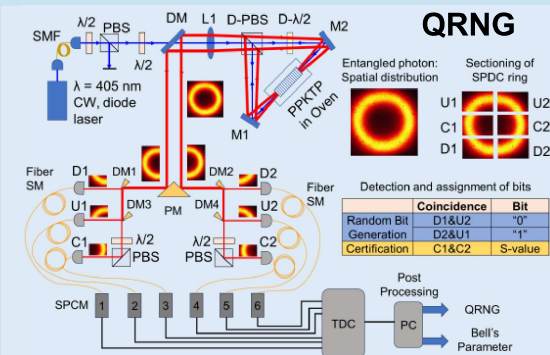 QRNG
SMF
λ/2
PBS
λ/2
DM
L1
D-PBS
D-λ/2
M2
λ = 405 nm
CW, diode
laser
PPKTP
in Oven
M1
Entangled photon:
Spatial distribution
Sectioning of
SPDC ring
U1
U2
C1
C2
D1
D2
Fiber
SM
D1
DM1
DM2
D2
Fiber
SM
U1
DM3
PM
DM4
U2
C1
λ/2
PBS
λ/2
PBS
C2
Detection and assignment of bits
Coincidence Bit
Random Bit D1&U2 "0"
Generation D2&U1 "1"
Certification C1&C2 S-value
SPCM
1
2
3
4
5
6
TDC
Post
Processing
PC
QRNG
Bell's
Parameter